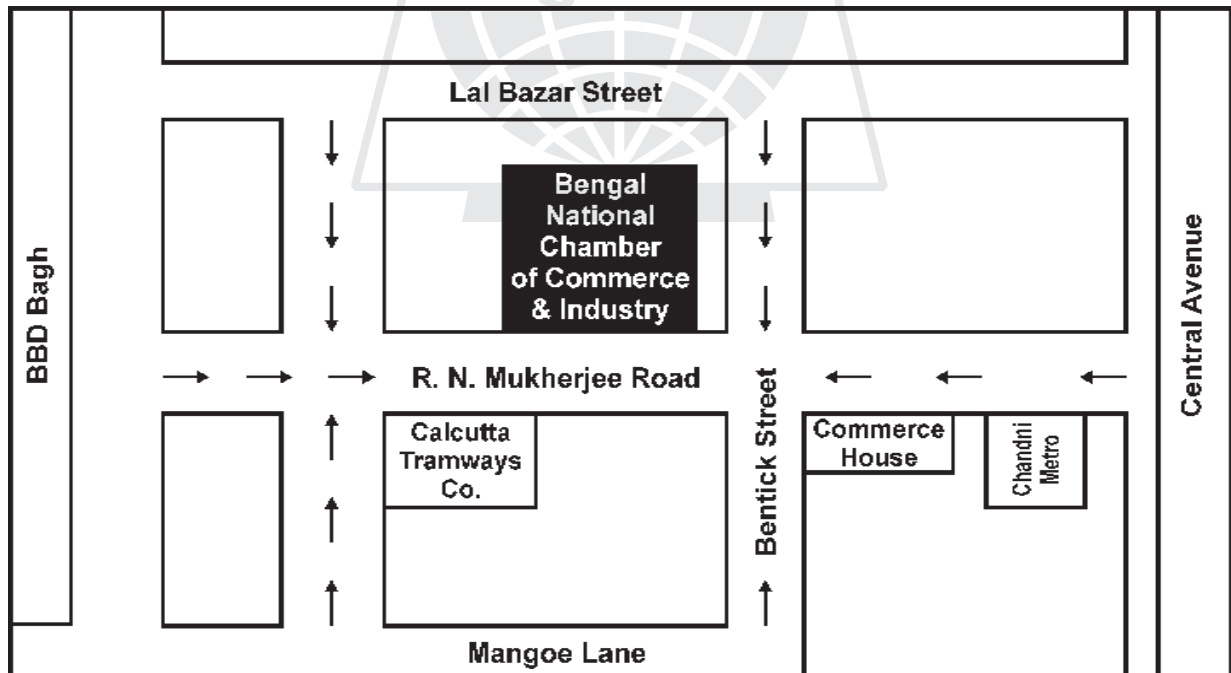 Lal Bazar Street
Bengal
National
Chamber
of Commerce
& Industry
BBD Bagh
Central Avenue
R. N. Mukherjee Road
Bentick Street
Calcutta
Tramways
Co.
Commerce
House
Chandni
Metro
Mangoe Lane